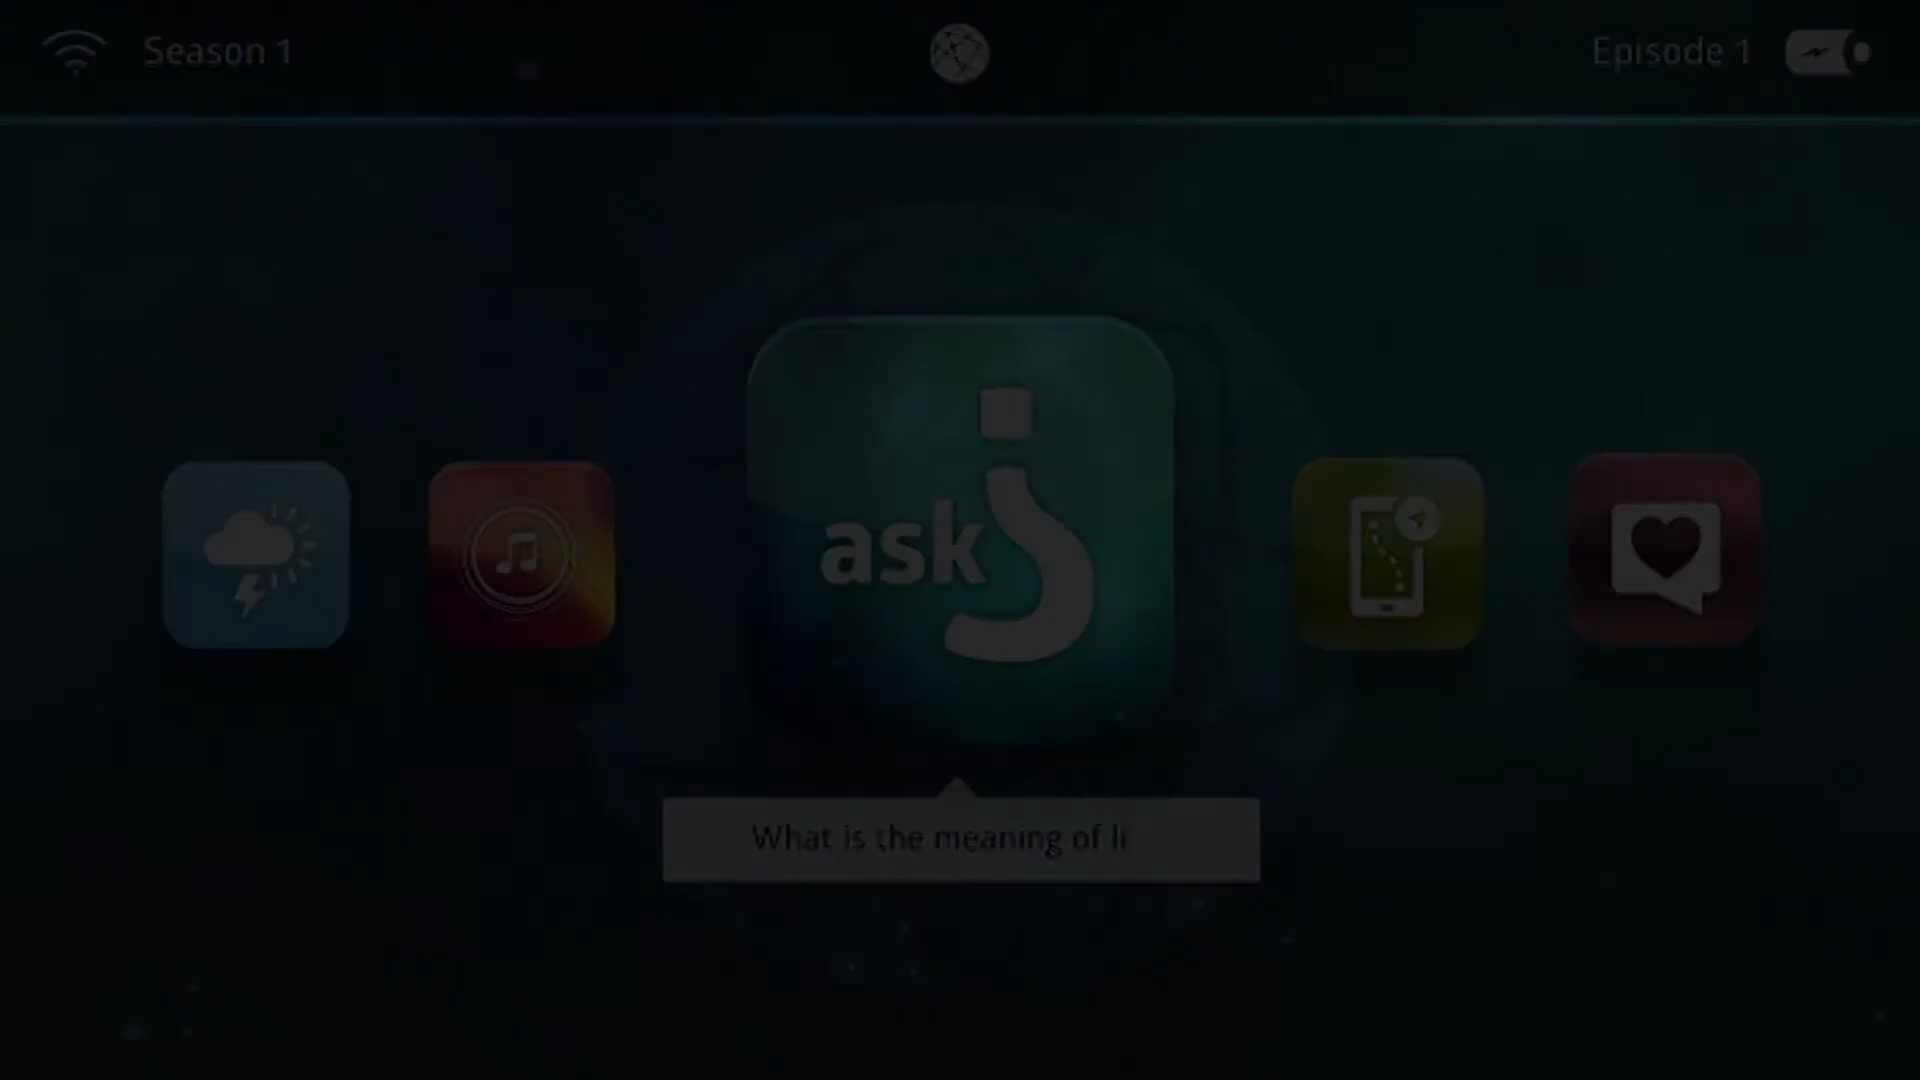 Season 1
Episode 1
ask j
What is the meaning of li